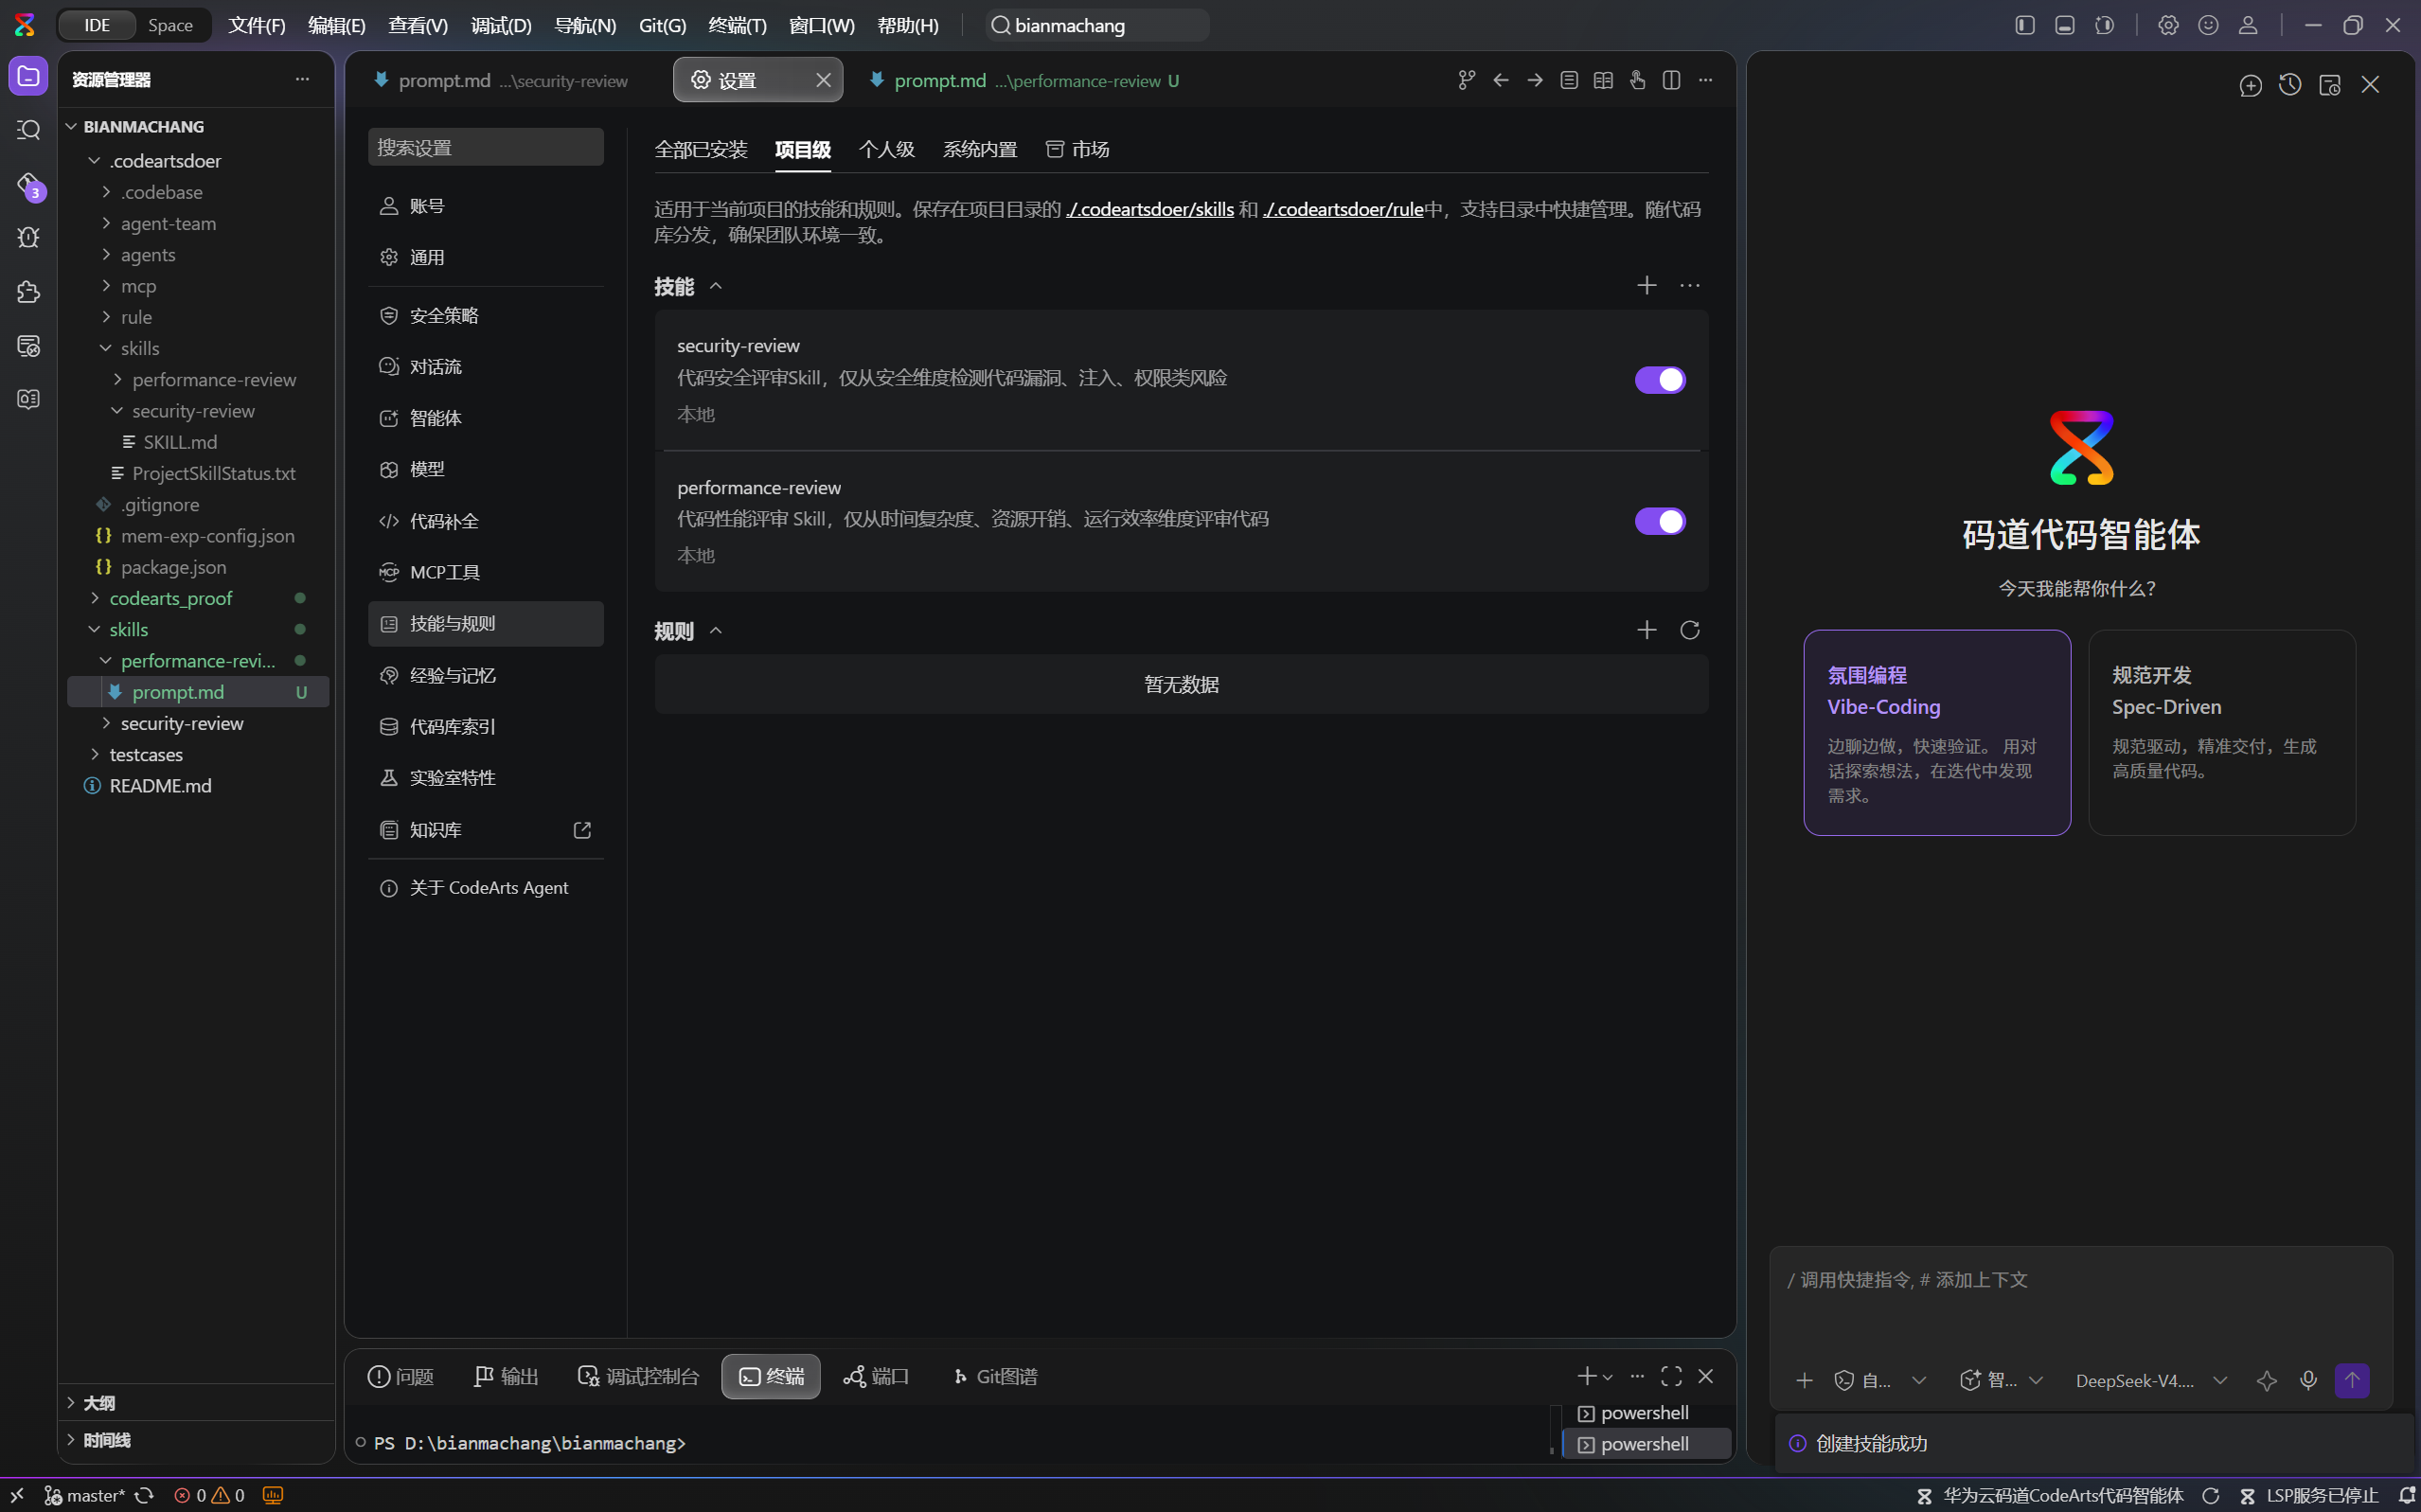 IDE Space 文件(F) 编辑(E) 查看(V) 调试(D) 导航(N) Git(G) 终端(T) 窗口(W) 帮助(H) bianmachang
资源管理器
BIANMACHANG
.codeartsdoer
.codebase
agent-team
agents
mcp
rule
skills
performance-review
security-review
SKILL.md
ProjectSkillStatus.txt
.gitignore
{} mem-exp-config.json
{} package.json
codearts_proof
skills
performance-revi...
prompt.md U
security-review
testcases
README.md
大纲
时间线
3
prompt.md ...\security-review
设置
prompt.md ...\performance-review U
搜索设置
账号
通用
安全策略
对话流
智能体
模型
代码补全
MCP工具
技能与规则
经验与记忆
代码库索引
实验室特性
知识库
关于 CodeArts Agent
全部已安装 项目级 个人级 系统内置 市场
适用于当前项目的技能和规则。保存在项目目录的 ./.codeartsdoer/skills 和 ./.codeartsdoer/rule中，支持目录中快捷管理。随代码
库分发，确保团队环境一致。
技能
security-review
代码安全评审Skill，仅从安全维度检测代码漏洞、注入、权限类风险
本地
performance-review
代码性能评审 Skill，仅从时间复杂度、资源开销、运行效率维度评审代码
本地
规则
暂无数据
问题 输出 调试控制台 终端 端口 Git图谱
PS D:\bianmachang\bianmachang>
powershell
powershell
码道代码智能体
今天我能帮你什么？
氛围编程
Vibe-Coding
边聊边做，快速验证。 用对
话探索想法，在迭代中发现
需求。
规范开发
Spec-Driven
规范驱动，精准交付，生成
高质量代码。
/ 调用快捷指令, # 添加上下文
自... 智... DeepSeek-V4....
创建技能成功
master* 0 0
华为云码道CodeArts代码智能体 LSP服务已停止